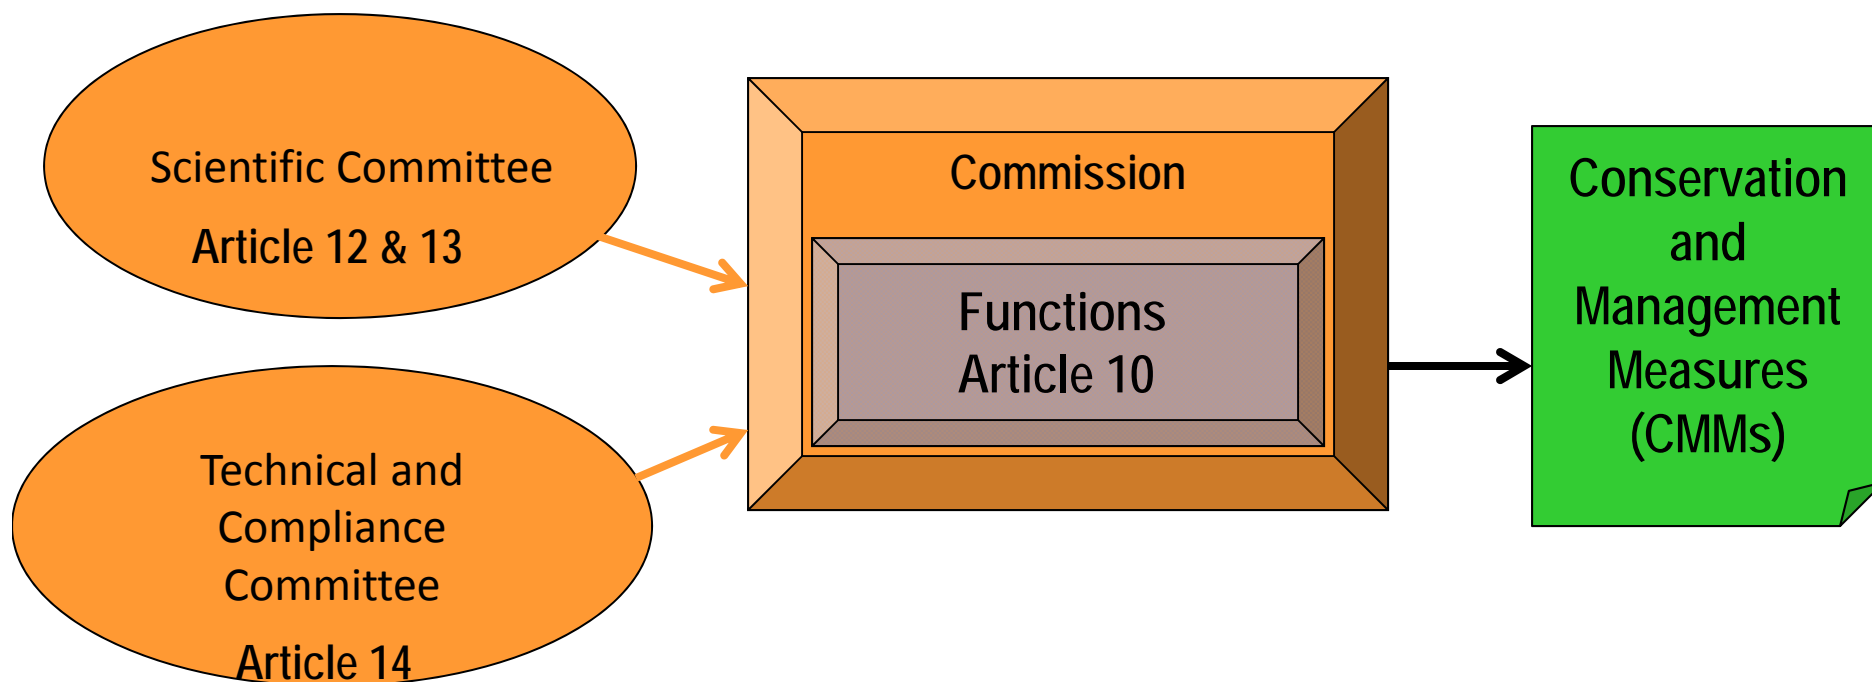 Scientific Committee
Article 12 & 13
Technical and
Compliance
Committee
Article 14
Commission
Functions
Article 10
Conservation
and
Management
Measures
(CMMs)